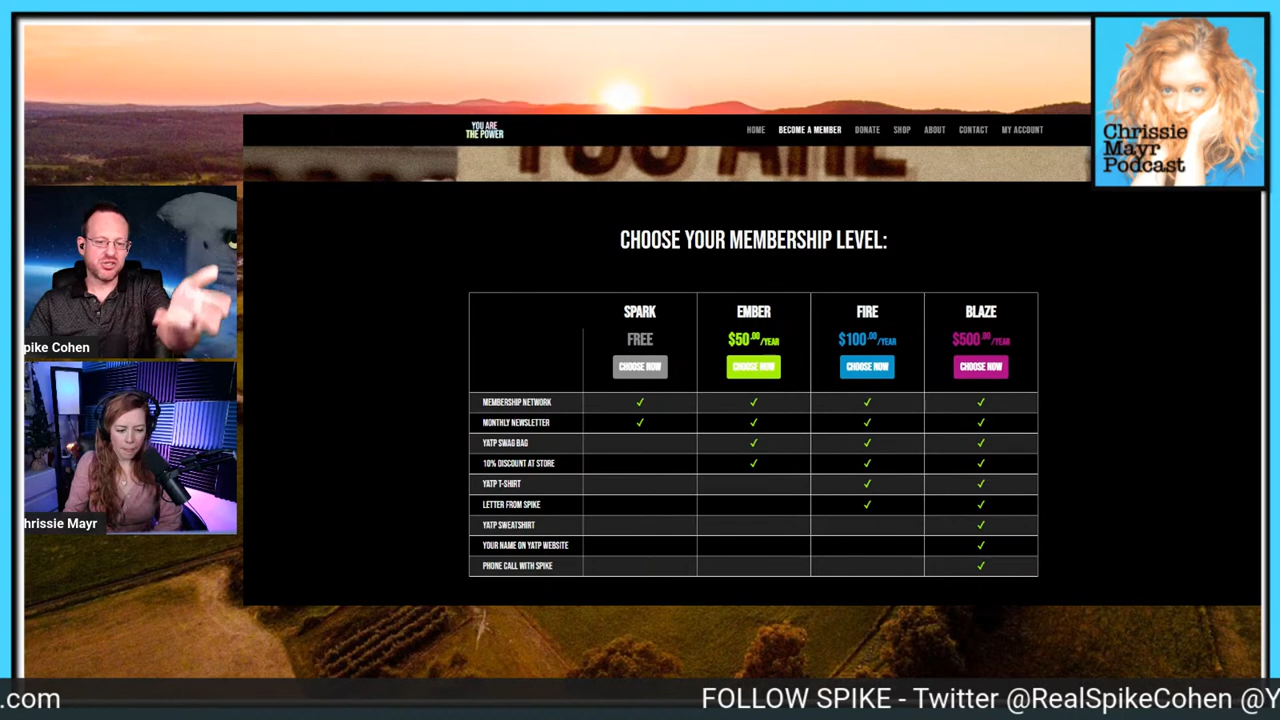 YOU ARE
THE POWER
HOME BECOME A MEMBER DONATE SHOP ABOUT CONTACT MY ACCOUNT
YOU ARE
Chrissie
Mayr
Podcast
CHOOSE YOUR MEMBERSHIP LEVEL:
SPARK EMBER FIRE BLAZE
FREE $50.00/YEAR $100.00/YEAR $500.00/YEAR
CHOOSE NOW CHOOSE NOW CHOOSE NOW CHOOSE NOW
MEMBERSHIP NETWORK ✓ ✓ ✓ ✓
MONTHLY NEWSLETTER ✓ ✓ ✓ ✓
YATP SWAG BAG ✓ ✓ ✓
10% DISCOUNT AT STORE ✓ ✓ ✓
YATP T-SHIRT ✓ ✓
LETTER FROM SPIKE ✓ ✓
YATP SWEATSHIRT ✓
YOUR NAME ON YATP WEBSITE ✓
PHONE CALL WITH SPIKE ✓
pike Cohen
hrissie Mayr
.com FOLLOW SPIKE - Twitter @RealSpikeCohen @Y